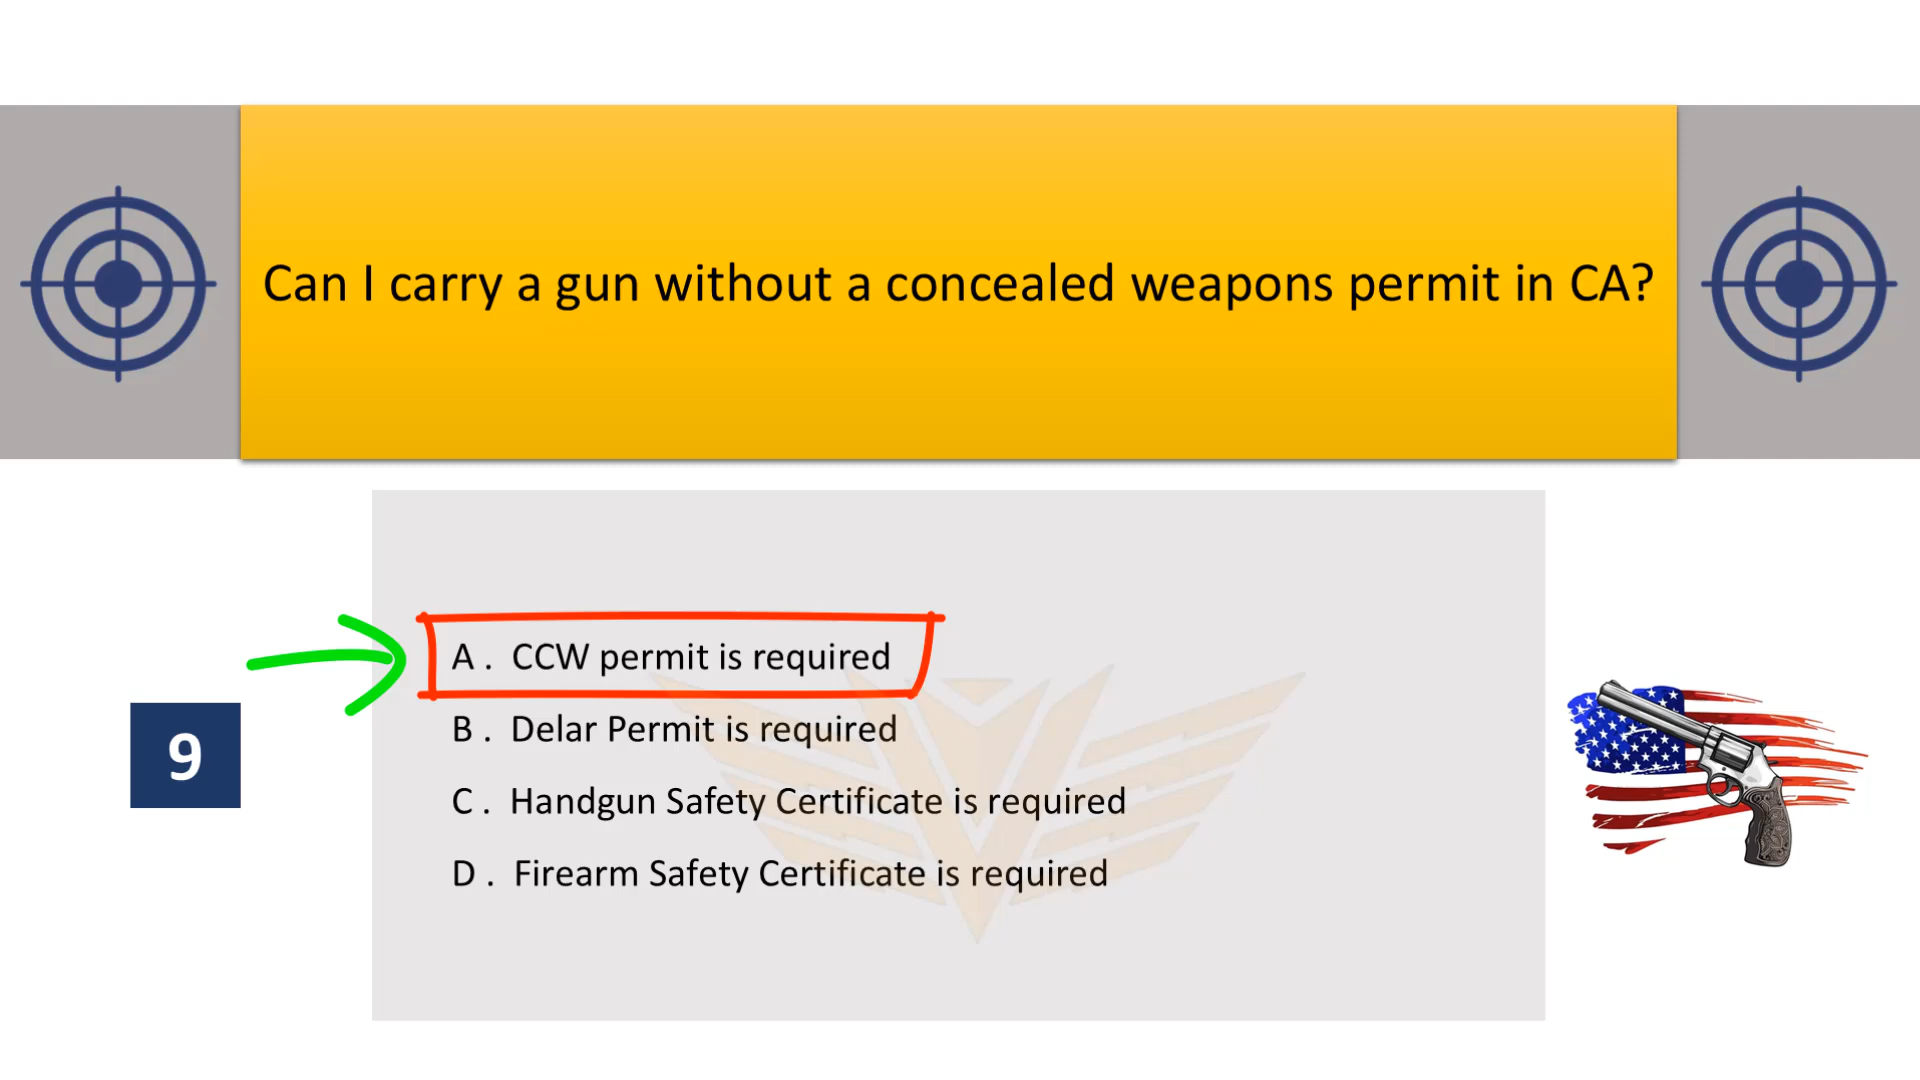 Can I carry a gun without a concealed weapons permit in CA?
A . CCW permit is required
B . Delar Permit is required
9
C . Handgun Safety Certificate is required
D . Firearm Safety Certificate is required